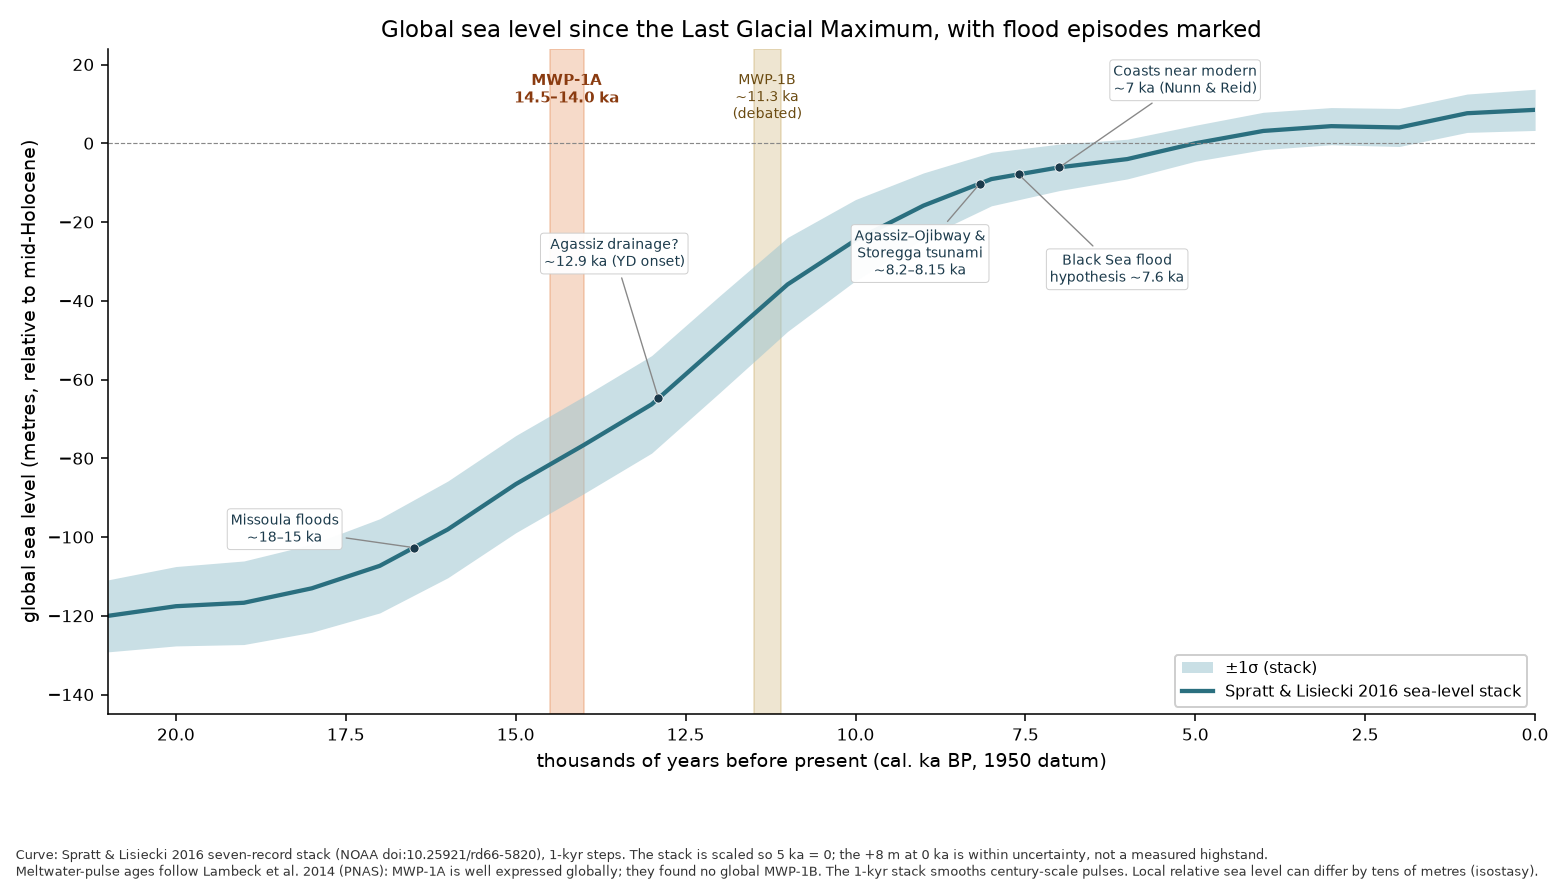 Global sea level since the Last Glacial Maximum, with flood episodes marked
global sea level (metres, relative to mid-Holocene)
20
0
−20
−40
−60
−80
−100
−120
−140
MWP-1A
14.5–14.0 ka
MWP-1B
~11.3 ka
(debated)
Coasts near modern
~7 ka (Nunn & Reid)
Agassiz drainage?
~12.9 ka (YD onset)
Agassiz–Ojibway &
Storegga tsunami
~8.2–8.15 ka
Black Sea flood
hypothesis ~7.6 ka
Missoula floods
~18–15 ka
±1σ (stack)
Spratt & Lisiecki 2016 sea-level stack
20.0 17.5 15.0 12.5 10.0 7.5 5.0 2.5 0.0
thousands of years before present (cal. ka BP, 1950 datum)
Curve: Spratt & Lisiecki 2016 seven-record stack (NOAA doi:10.25921/rd66-5820), 1-kyr steps. The stack is scaled so 5 ka = 0; the +8 m at 0 ka is within uncertainty, not a measured highstand.
Meltwater-pulse ages follow Lambeck et al. 2014 (PNAS): MWP-1A is well expressed globally; they found no global MWP-1B. The 1-kyr stack smooths century-scale pulses. Local relative sea level can differ by tens of metres (isostasy).